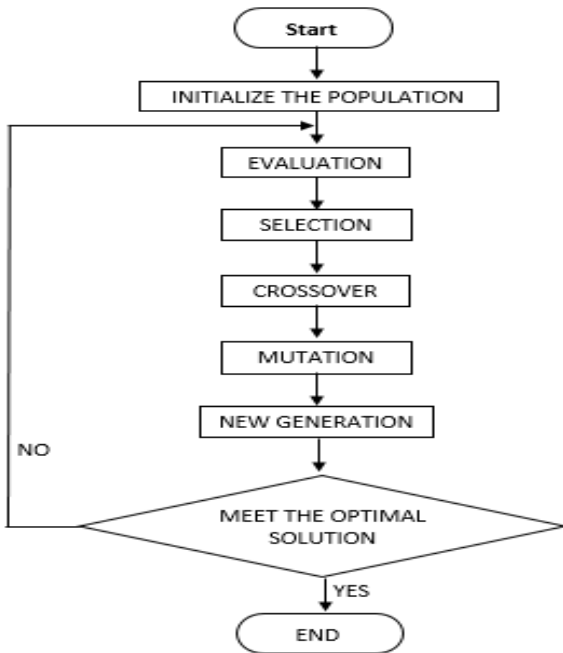 Start
INITIALIZE THE POPULATION
EVALUATION
SELECTION
CROSSOVER
MUTATION
NEW GENERATION
NO
MEET THE OPTIMAL
SOLUTION
YES
END